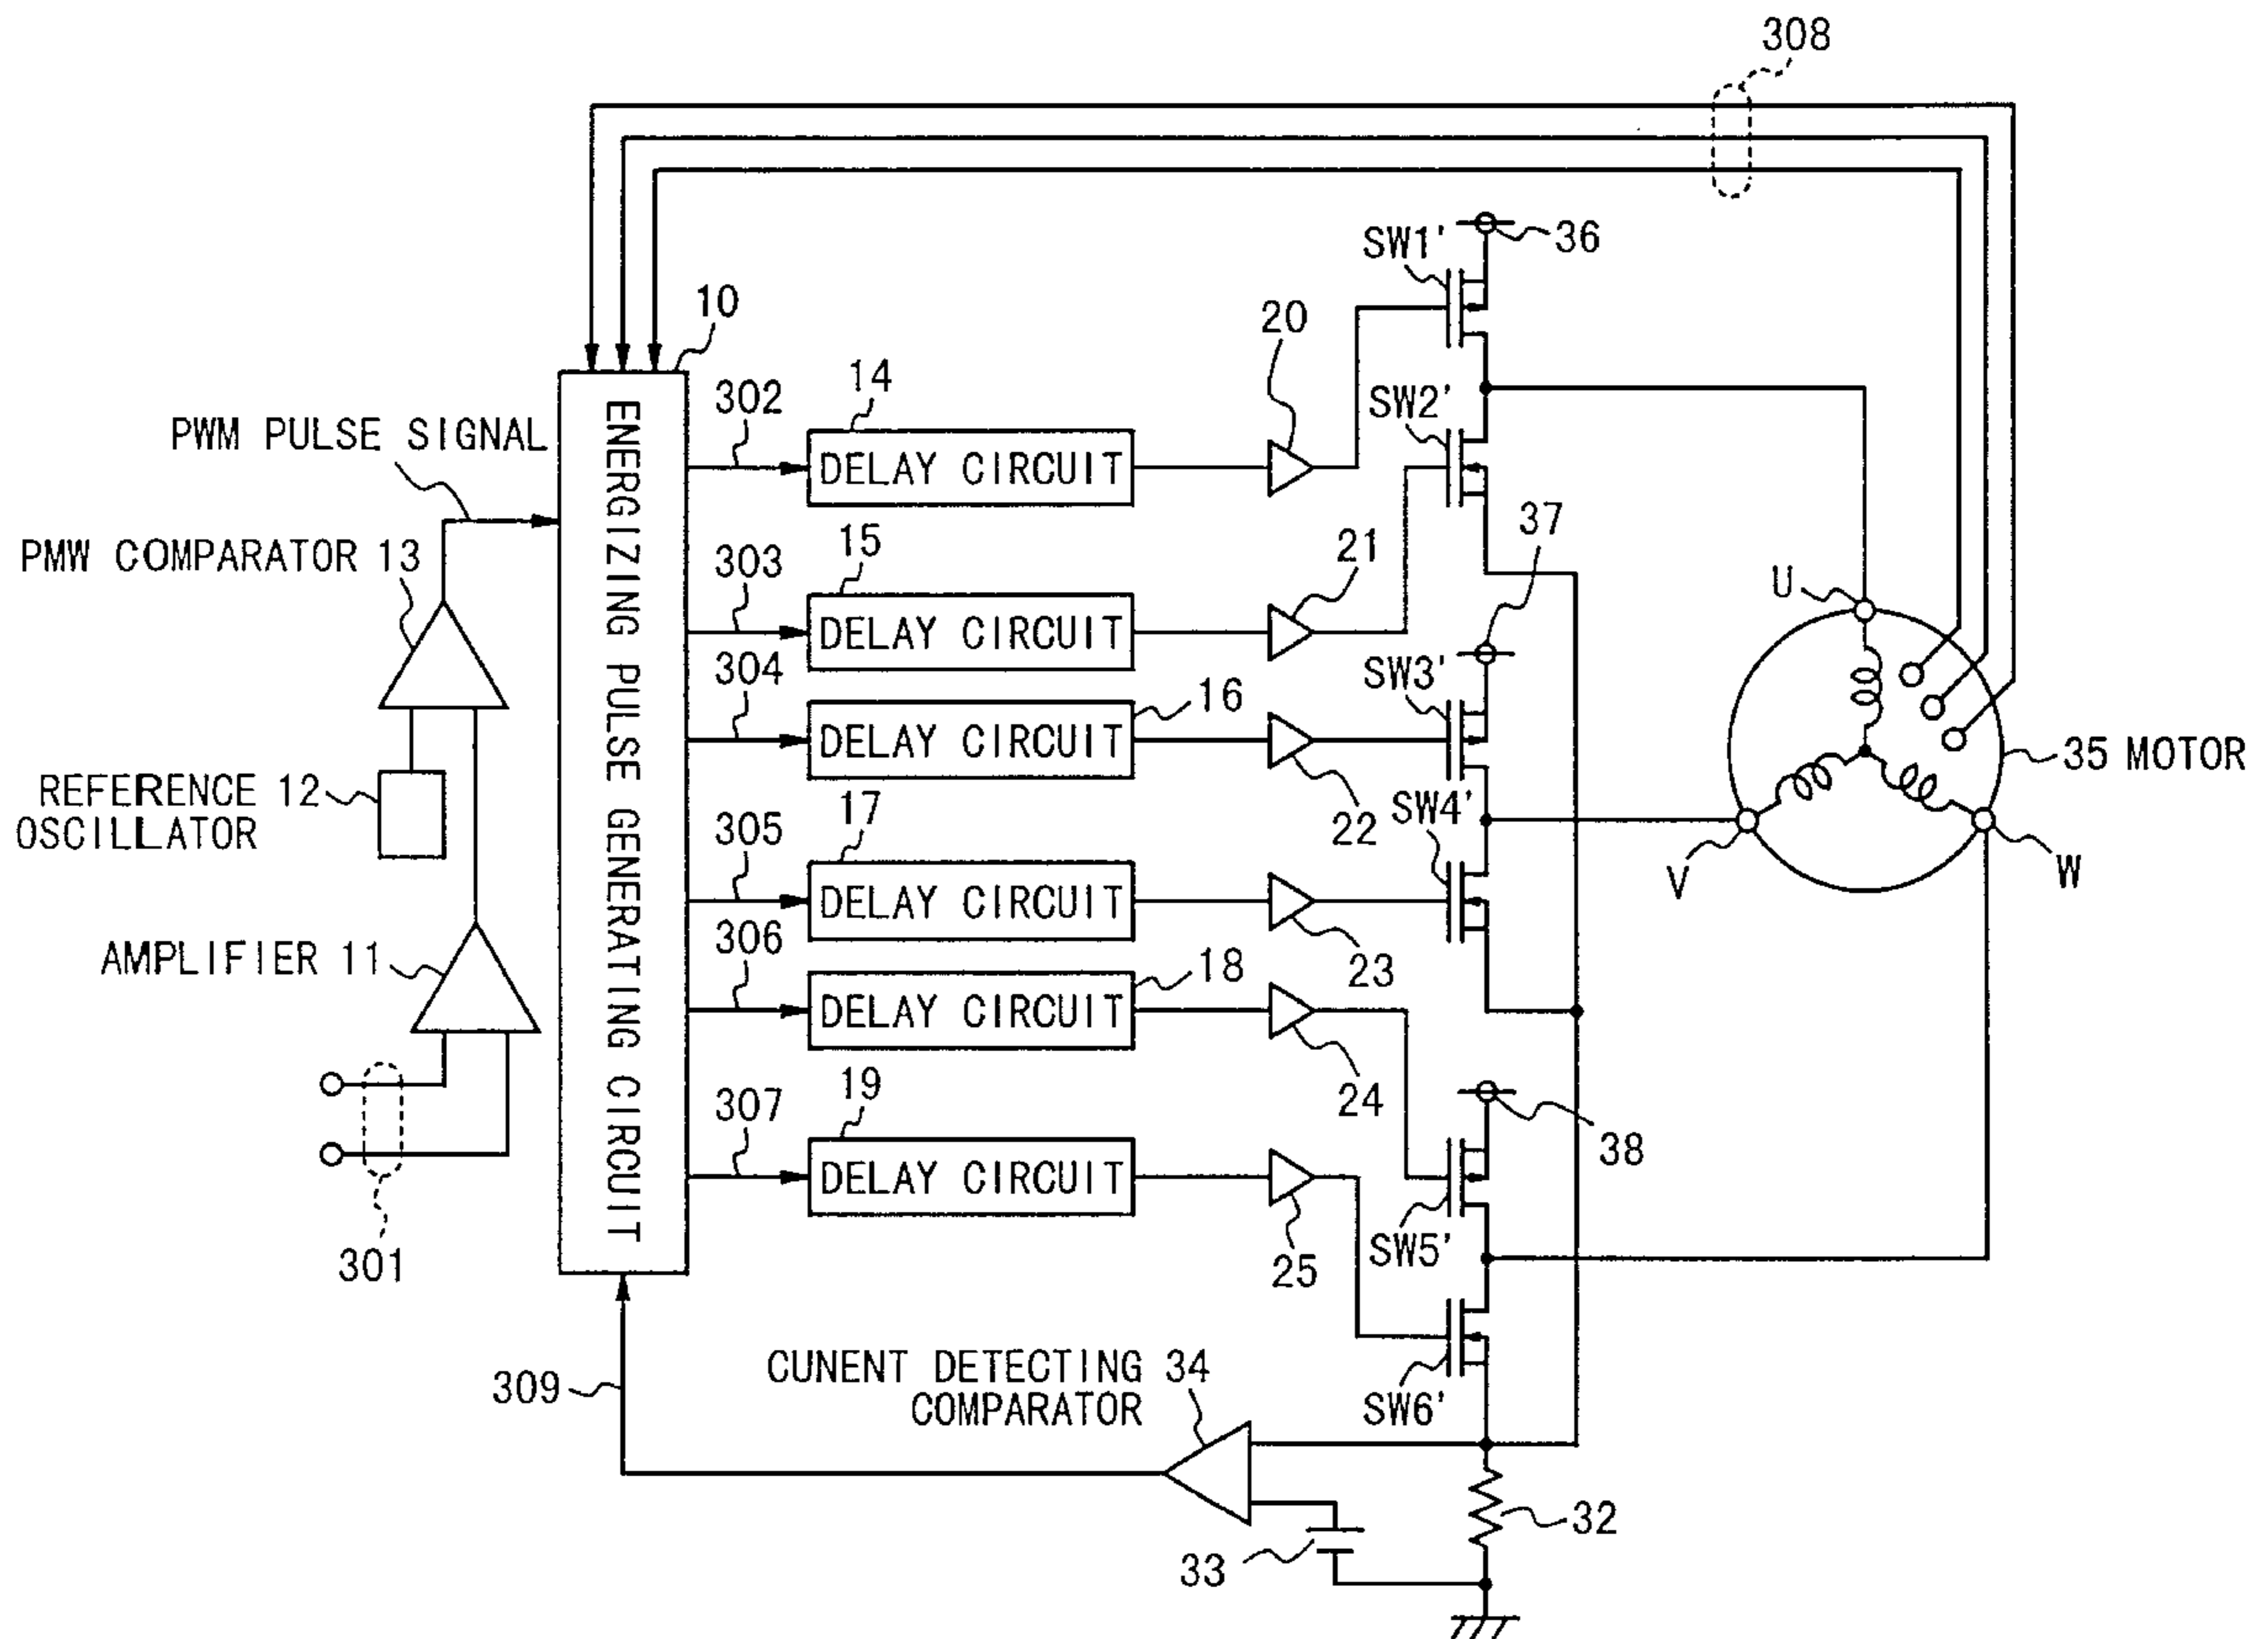 308
SW1'
36
10
20
302
14
SW2'
PWM PULSE SIGNAL
DELAY CIRCUIT
ENERGIZING PULSE GENERATING CIRCUIT
37
PMW COMPARATOR 13
303
15
21
U
DELAY CIRCUIT
304
SW3'
16
DELAY CIRCUIT
35 MOTOR
REFERENCE 12
OSCILLATOR
17
SW4'
22
305
V
W
DELAY CIRCUIT
AMPLIFIER 11
306
18
23
DELAY CIRCUIT
24
307
19
38
DELAY CIRCUIT
301
25
SW5'
CUNENT DETECTING 34
COMPARATOR
309
SW6'
32
33